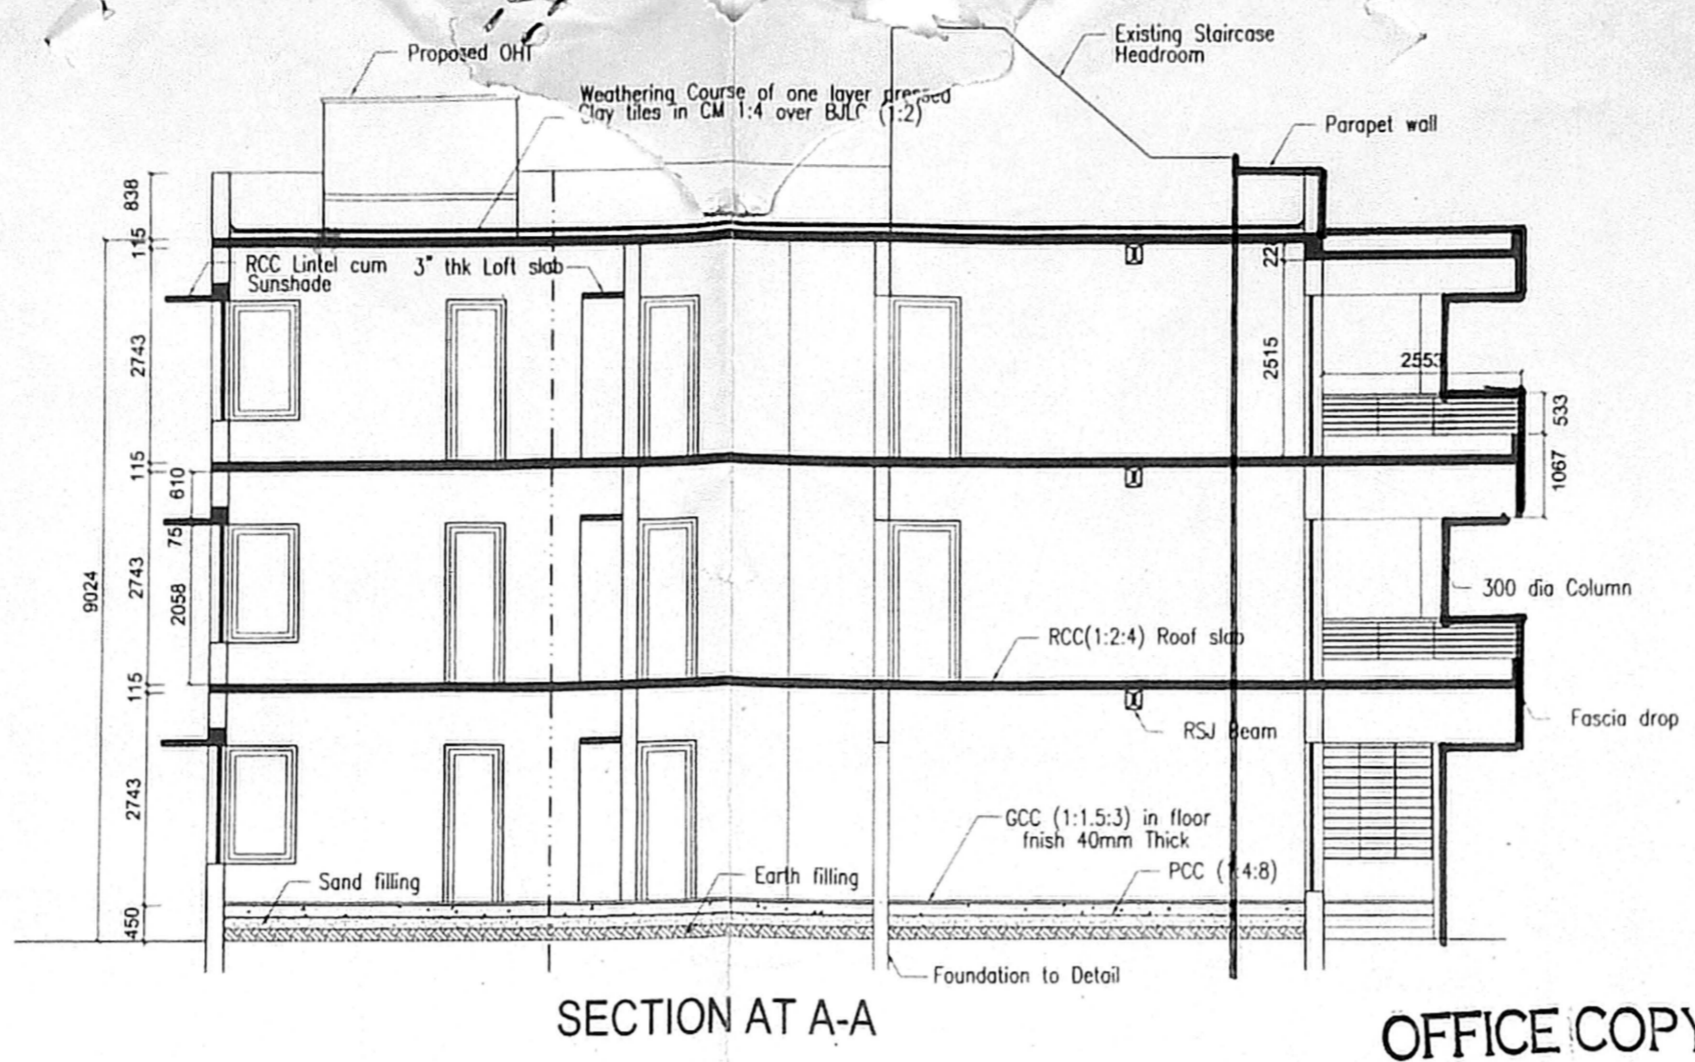 Proposed OHT
Existing Staircase
Headroom
Weathering Course of one layer pressed
Clay tiles in CM 1:4 over BJLC (1:2)
Parapet wall
838
115
RCC Lintel cum
Sunshade
3" thk Loft slab
22
2743
2515
2553
533
115
610
1067
75
2743
2058
9024
300 dia Column
RCC(1:2:4) Roof slab
115
Fascia drop
RSJ Beam
2743
GCC (1:1.5:3) in floor
fnish 40mm Thick
Sand filling
Earth filling
PCC (1:4:8)
450
Foundation to Detail
SECTION AT A-A
OFFICE COPY